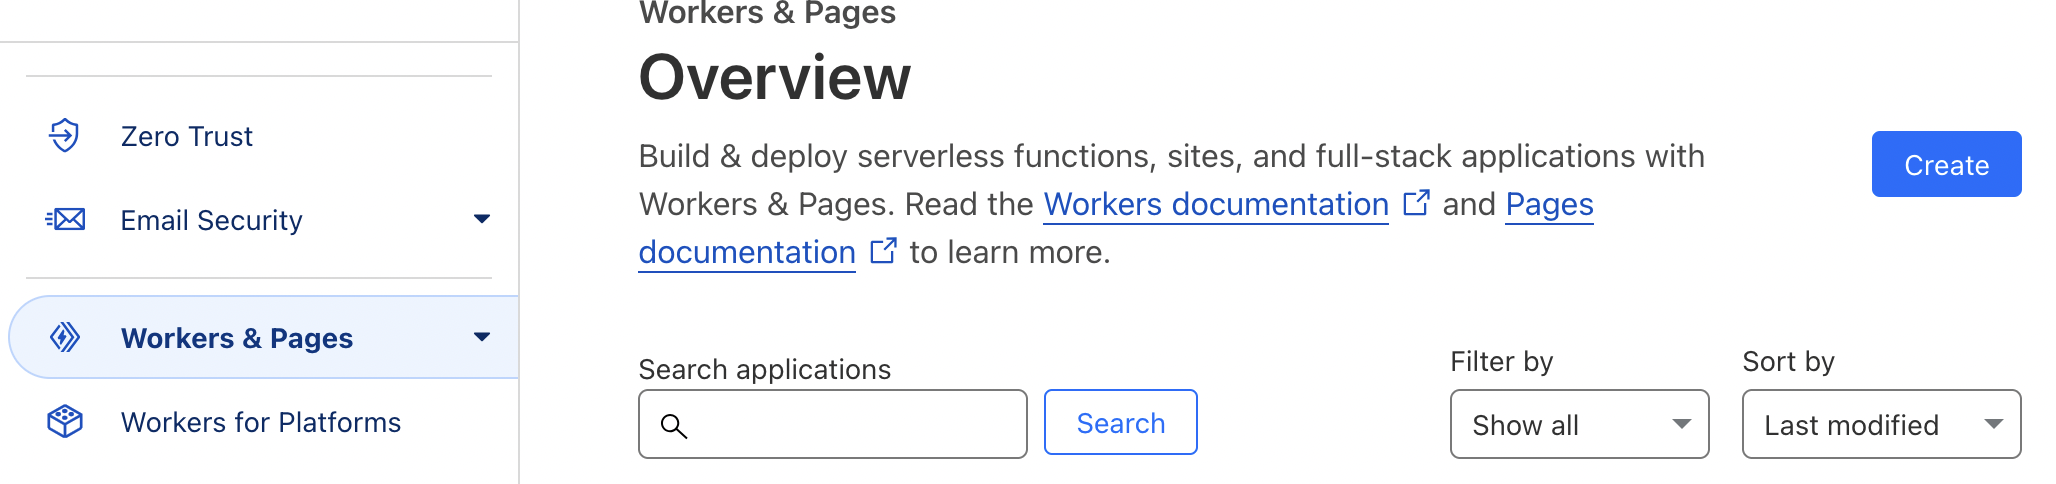 Zero Trust
Email Security
Workers & Pages
Workers for Platforms
Workers & Pages
Overview
Build & deploy serverless functions, sites, and full-stack applications with
Workers & Pages. Read the Workers documentation and Pages
documentation to learn more.
Create
Search applications
Search
Filter by
Show all
Sort by
Last modified